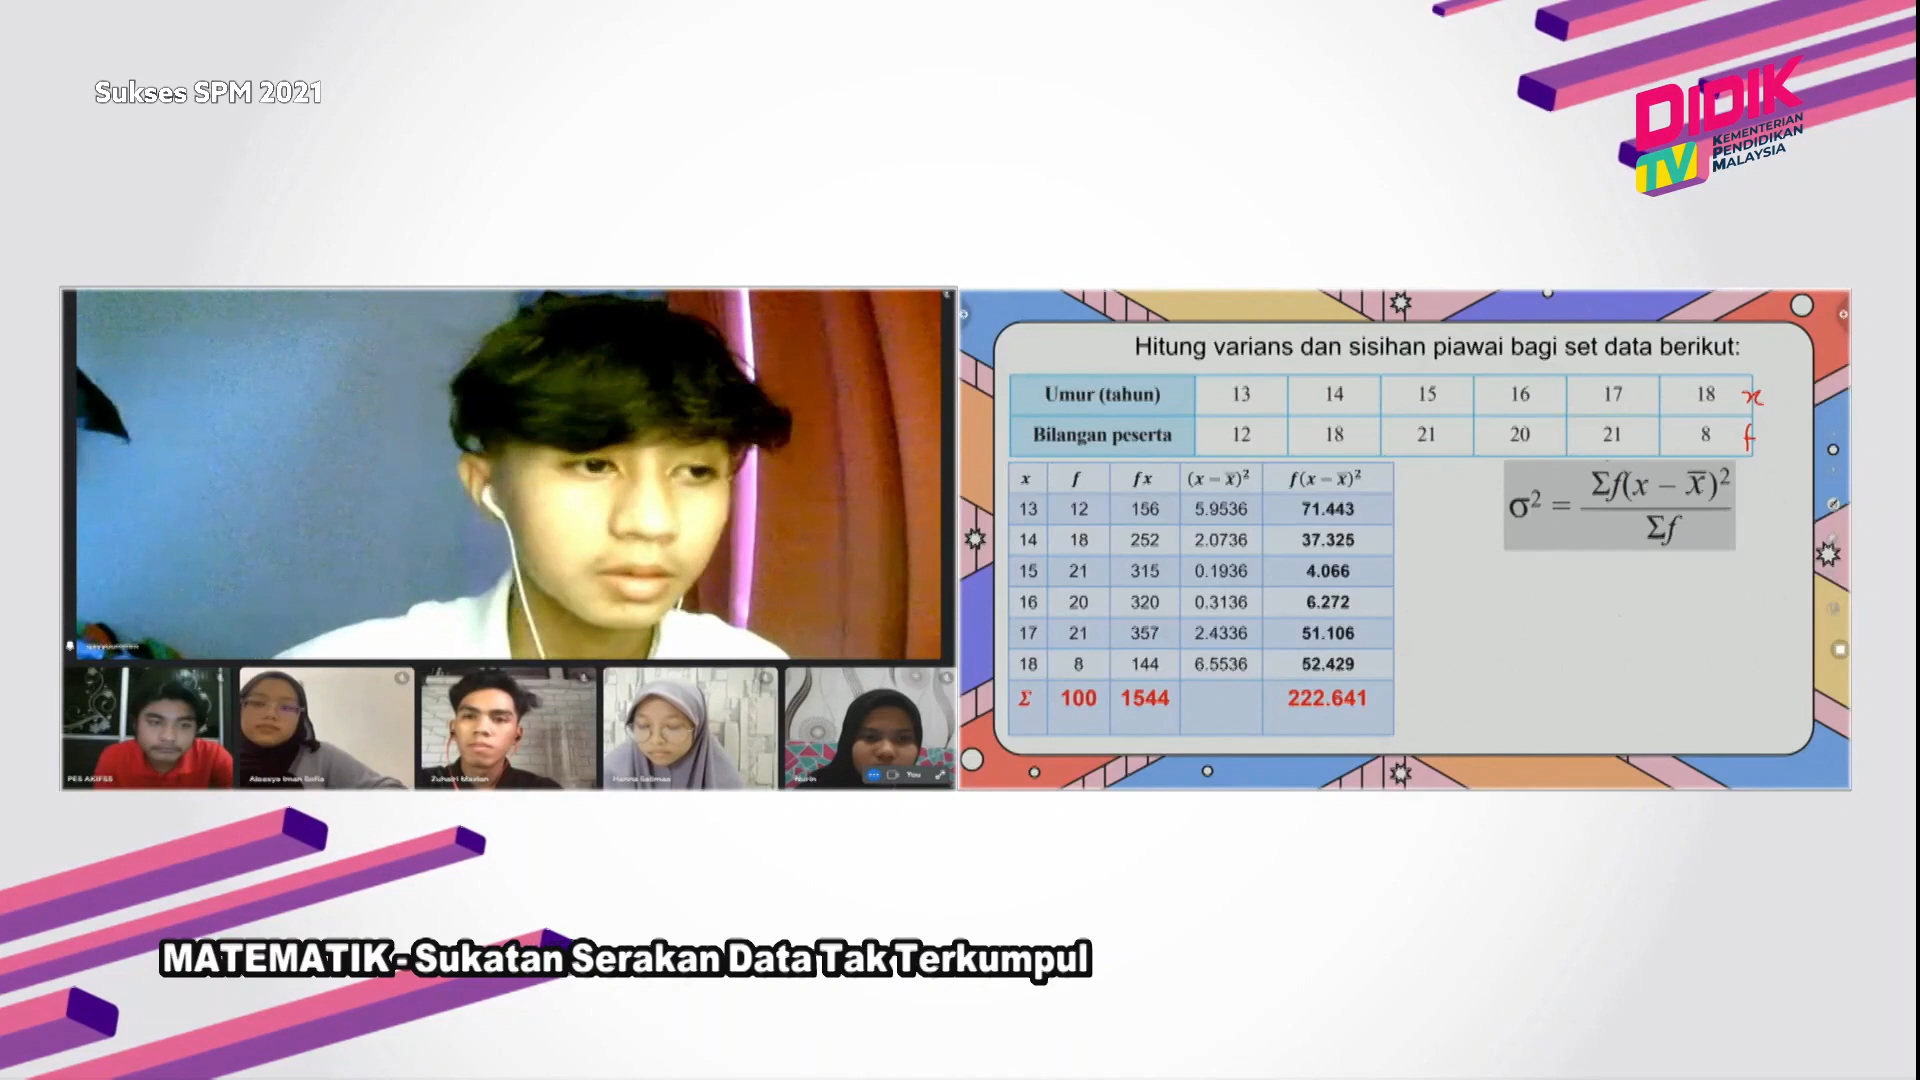 Sukses SPM 2021
DIDIK
TV
KEMENTERIAN
PENDIDIKAN
MALAYSIA
Hitung varians dan sisihan piawai bagi set data berikut:
Umur (tahun) 13 14 15 16 17 18 x
Bilangan peserta 12 18 21 20 21 8 f
x f fx (x − x̅)² f(x − x̅)²
13 12 156 5.9536 71.443
14 18 252 2.0736 37.325
15 21 315 0.1936 4.066
16 20 320 0.3136 6.272
17 21 357 2.4336 51.106
18 8 144 6.5536 52.429
Σ 100 1544 222.641
σ² = Σf(x − x̅)² / Σf
PES AKIFSS
Zuhairi Mazlan
Nurin
You
MATEMATIK - Sukatan Serakan Data Tak Terkumpul